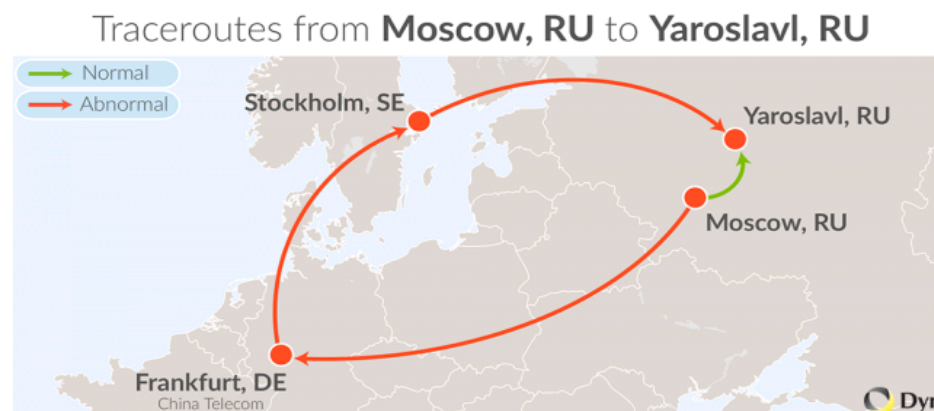 Traceroutes from Moscow, RU to Yaroslavl, RU
Normal
Abnormal
Stockholm, SE
Yaroslavl, RU
Moscow, RU
Frankfurt, DE
China Telecom
Dyn